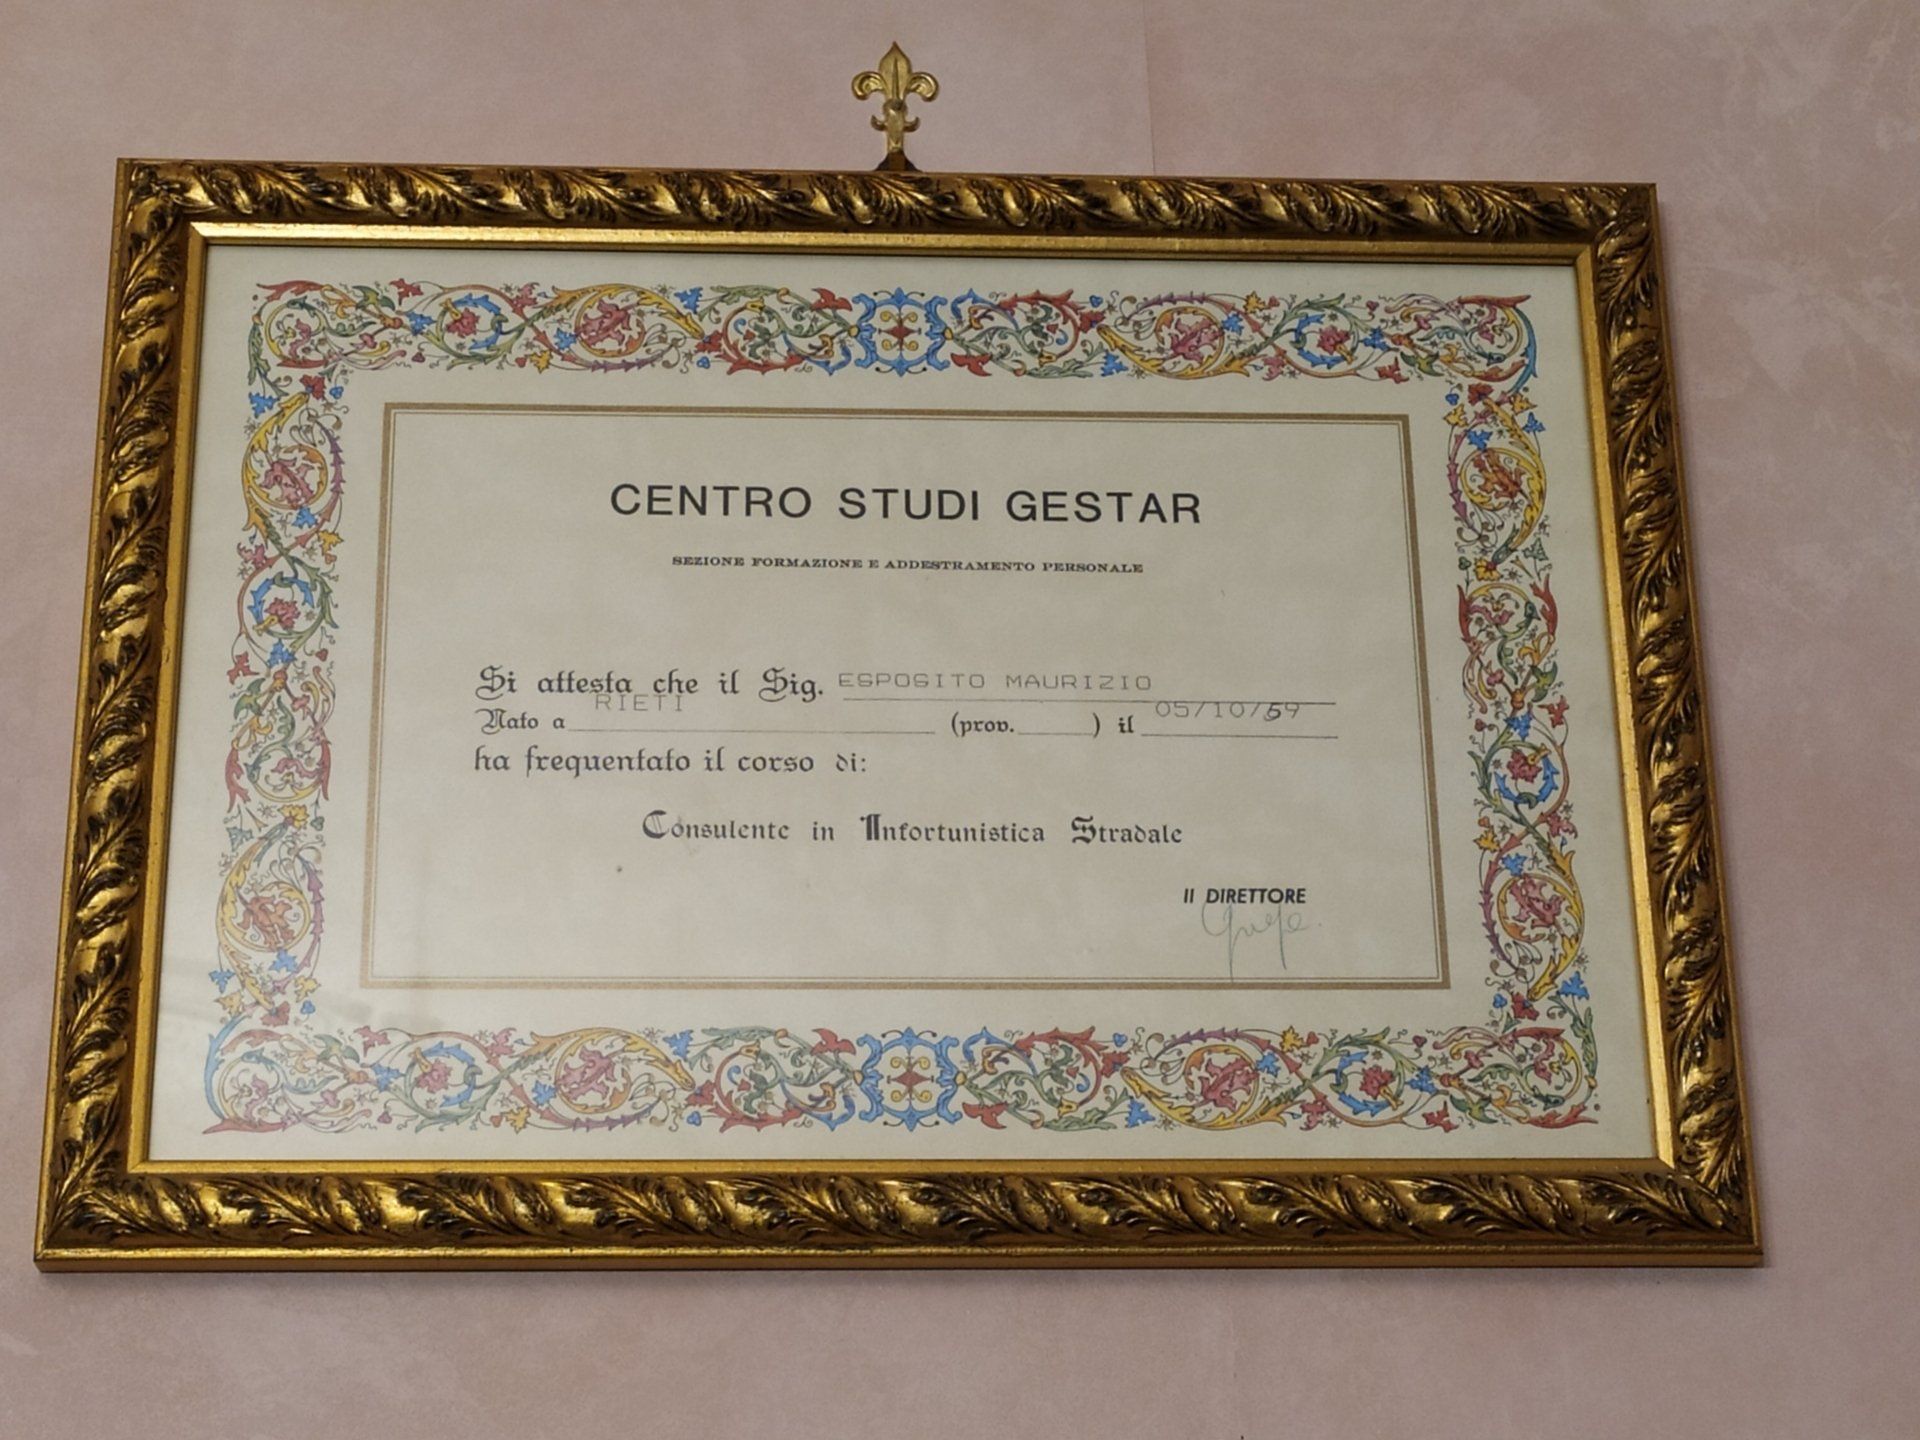 CENTRO STUDI GESTAR
SEZIONE FORMAZIONE E ADDESTRAMENTO PERSONALE
Si attesta che il Sig. ESPOSITO MAURIZIO
Nato a RIETI (prov. ) il 05/10/59
ha frequentato il corso di:
Consulente in Infortunistica Stradale
Il DIRETTORE